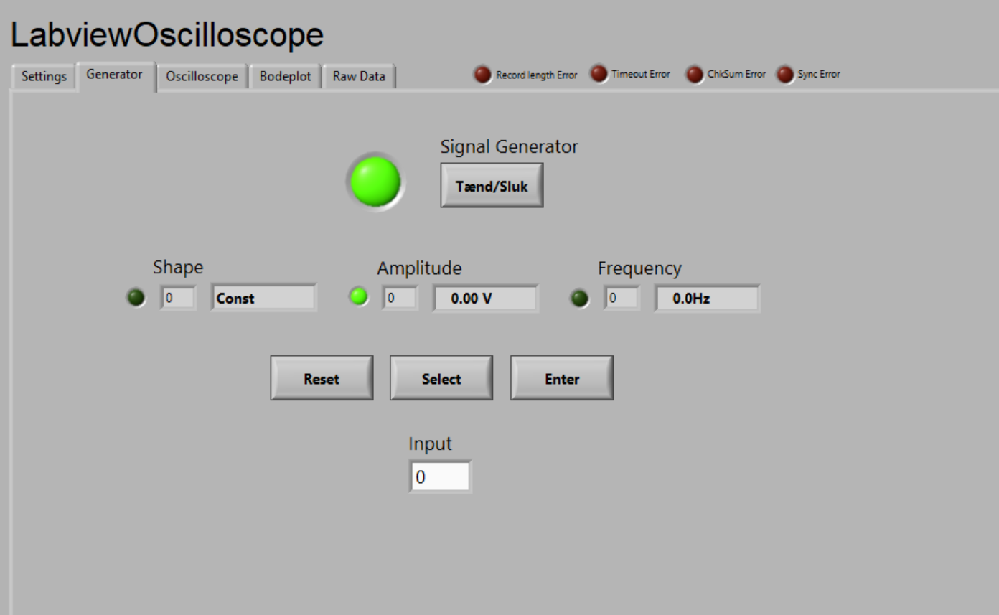 LabviewOscilloscope
Settings Generator Oscilloscope Bodeplot Raw Data Record length Error Timeout Error ChkSum Error Sync Error
Signal Generator
Tænd/Sluk
Shape Amplitude Frequency
0 Const 0 0.00 V 0 0.0Hz
Reset Select Enter
Input
0